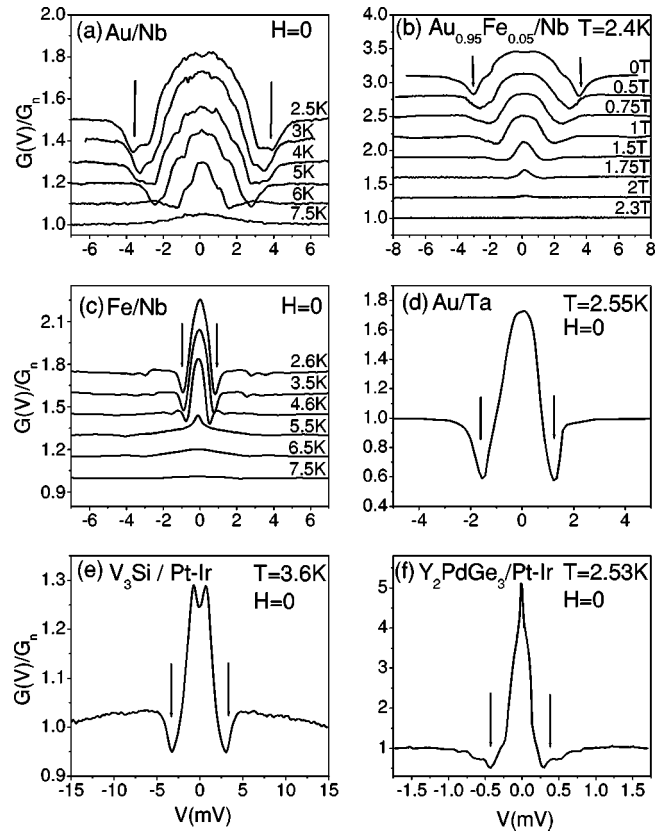 (a) Au/Nb H=0
G(V)/Gₙ
1.8
1.6
1.4
1.2
1.0
2.5K
3K
4K
5K
6K
7.5K
-6 -4 -2 0 2 4 6
(b) Au₀.₉₅Fe₀.₀₅/Nb T=2.4K
4.0
3.5
3.0
2.5
2.0
1.5
1.0
0T
0.5T
0.75T
1T
1.5T
1.75T
2T
2.3T
-8 -6 -4 -2 0 2 4 6 8
(c) Fe/Nb H=0
G(V)/Gₙ
2.1
1.8
1.5
1.2
0.9
2.6K
3.5K
4.6K
5.5K
6.5K
7.5K
-6 -4 -2 0 2 4 6
(d) Au/Ta T=2.55K
H=0
1.8
1.6
1.4
1.2
1.0
0.8
0.6
0.4
-4 -2 0 2 4
(e) V₃Si / Pt-Ir T=3.6K
H=0
G(V)/Gₙ
1.3
1.2
1.1
1.0
0.9
-15 -10 -5 0 5 10 15
V(mV)
(f) Y₂PdGe₃/Pt-Ir T=2.53K
H=0
5
4
3
2
1
-1.5 -1.0 -0.5 0.0 0.5 1.0 1.5
V(mV)